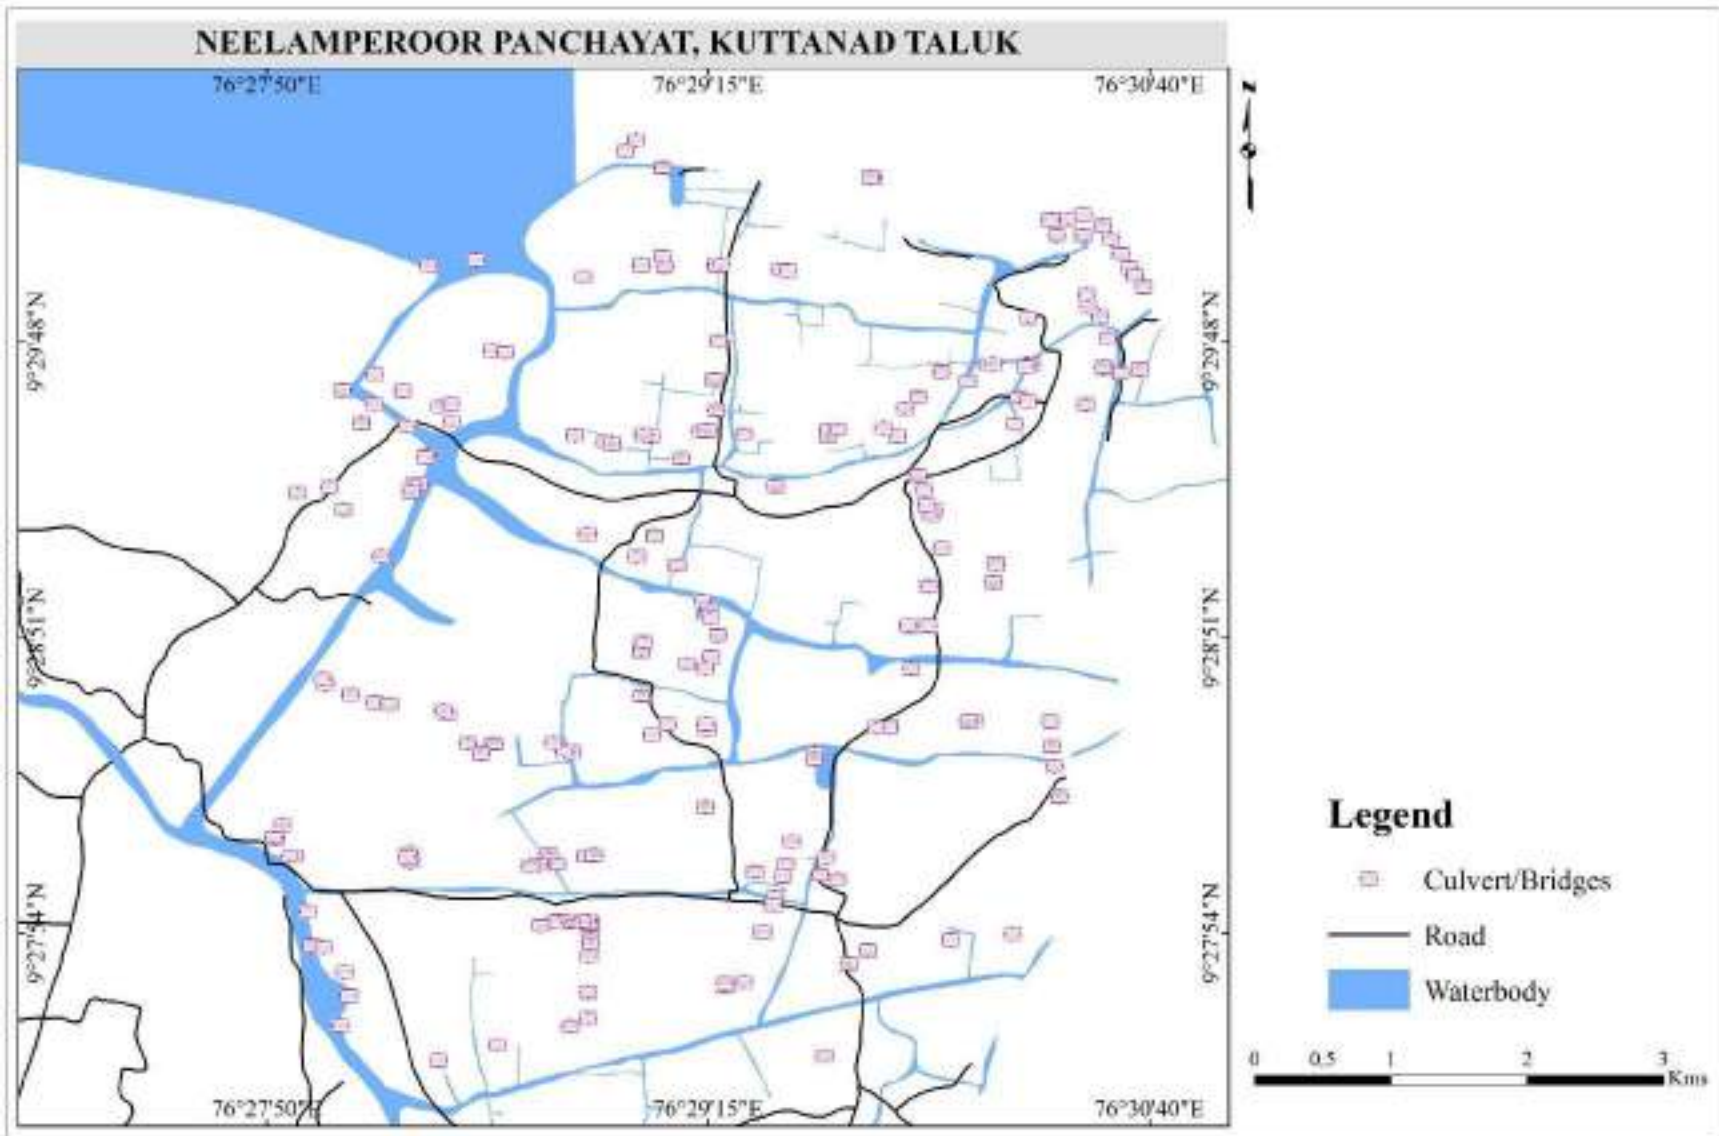 NEELAMPEROOR PANCHAYAT, KUTTANAD TALUK
76°27'50"E 76°29'15"E 76°30'40"E
N
9°29'48"N 9°29'48"N
9°28'51"N 9°28'51"N
9°27'54"N 9°27'54"N
76°27'50"E 76°29'15"E 76°30'40"E
Legend
Culvert/Bridges
Road
Waterbody
0 0.5 1 2 3
Kms